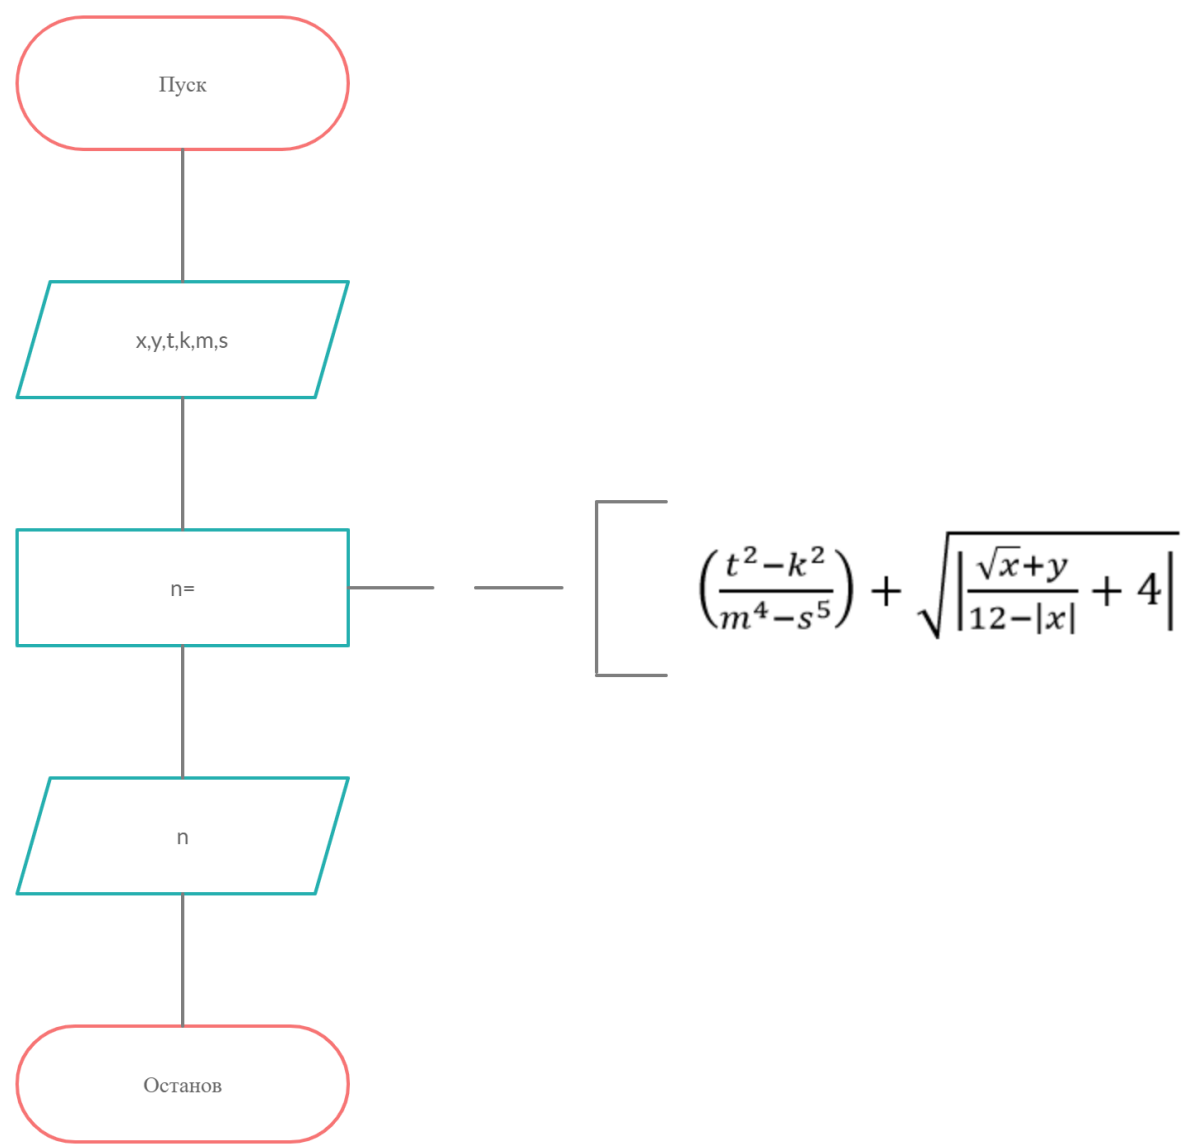 Пуск
x,y,t,k,m,s
n=
(t²−k² / m⁴−s⁵) + √|√x+y / 12−|x| + 4|
n
Останов